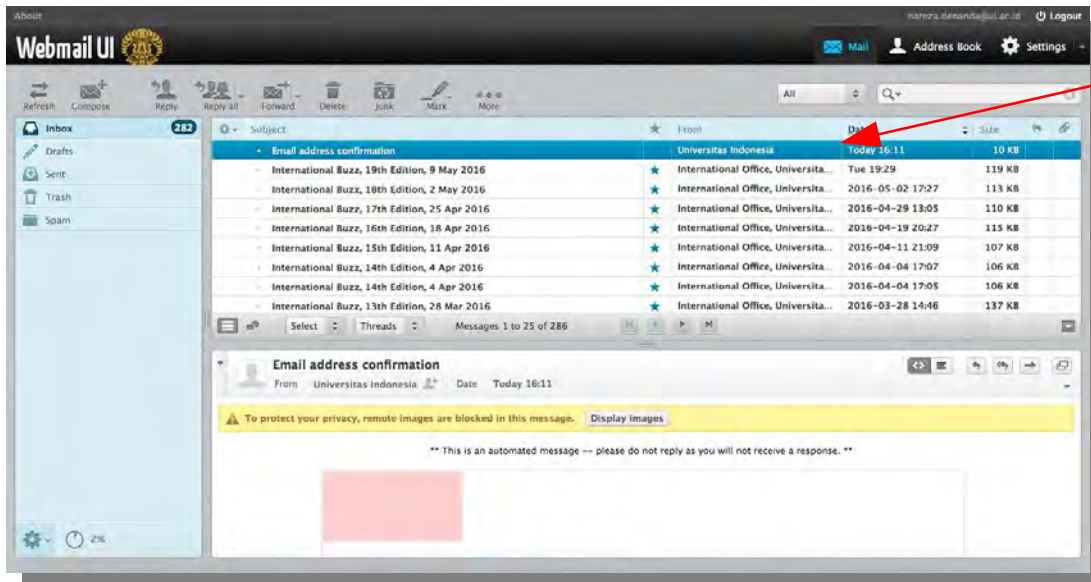 About
Logout
Webmail UI
Mail Address Book Settings
Refresh Compose Reply Reply all Forward Delete Junk Mark More
All
Inbox 282
Drafts
Sent
Trash
Spam
Subject From Date Size
Email address confirmation Universitas Indonesia Today 16:11 10 KB
International Buzz, 19th Edition, 9 May 2016 International Office, Universita... Tue 19:29 119 KB
International Buzz, 18th Edition, 2 May 2016 International Office, Universita... 2016-05-02 17:27 113 KB
International Buzz, 17th Edition, 25 Apr 2016 International Office, Universita... 2016-04-29 13:05 110 KB
International Buzz, 16th Edition, 18 Apr 2016 International Office, Universita... 2016-04-19 20:27 115 KB
International Buzz, 15th Edition, 11 Apr 2016 International Office, Universita... 2016-04-11 21:09 107 KB
International Buzz, 14th Edition, 4 Apr 2016 International Office, Universita... 2016-04-04 17:07 106 KB
International Buzz, 14th Edition, 4 Apr 2016 International Office, Universita... 2016-04-04 17:05 106 KB
International Buzz, 13th Edition, 28 Mar 2016 International Office, Universita... 2016-03-28 14:46 137 KB
Select Threads Messages 1 to 25 of 286
Email address confirmation
From Universitas Indonesia Date Today 16:11
To protect your privacy, remote images are blocked in this message. Display images
** This is an automated message -- please do not reply as you will not receive a response. **
2%